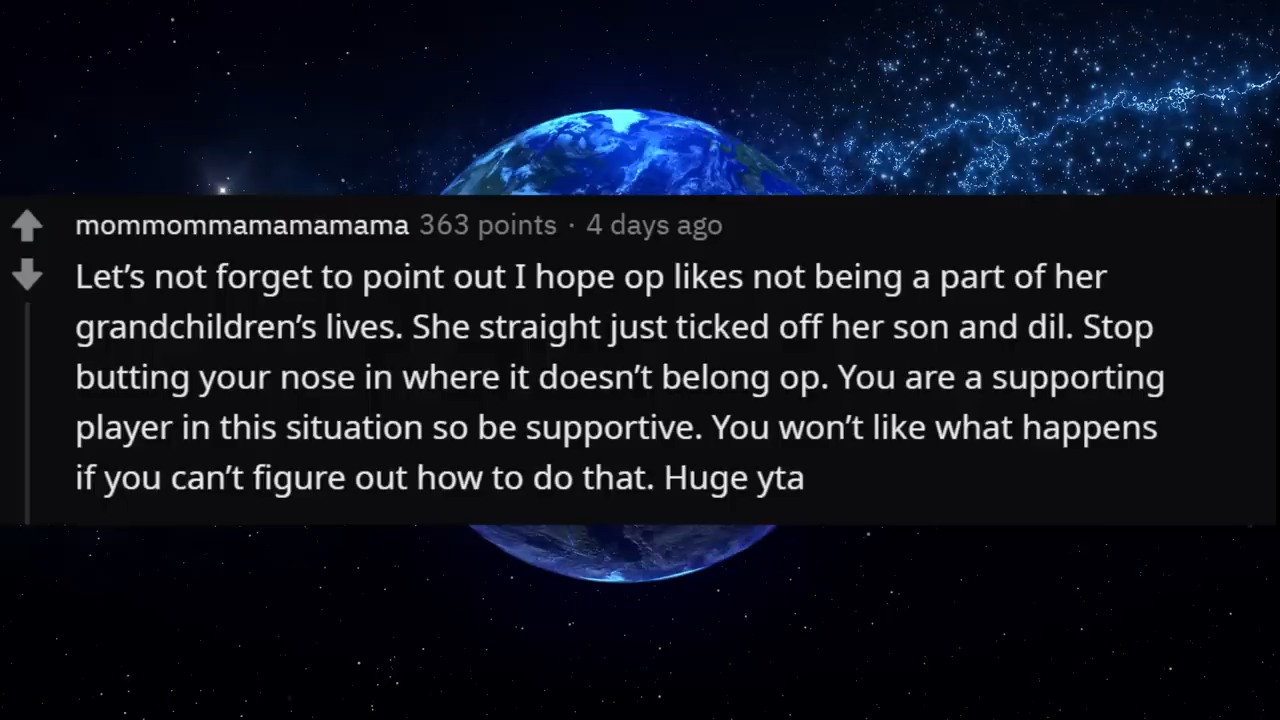 mommommamamamama 363 points · 4 days ago
Let’s not forget to point out I hope op likes not being a part of her
grandchildren’s lives. She straight just ticked off her son and dil. Stop
butting your nose in where it doesn’t belong op. You are a supporting
player in this situation so be supportive. You won’t like what happens
if you can’t figure out how to do that. Huge yta